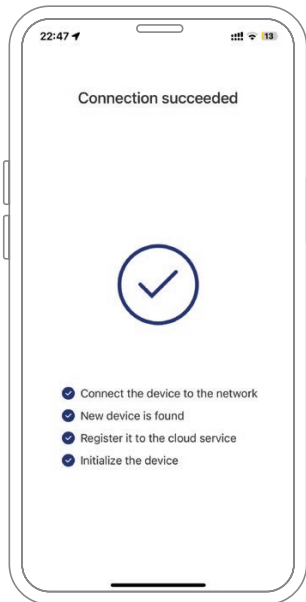 22:47
13
Connection succeeded
Connect the device to the network
New device is found
Register it to the cloud service
Initialize the device